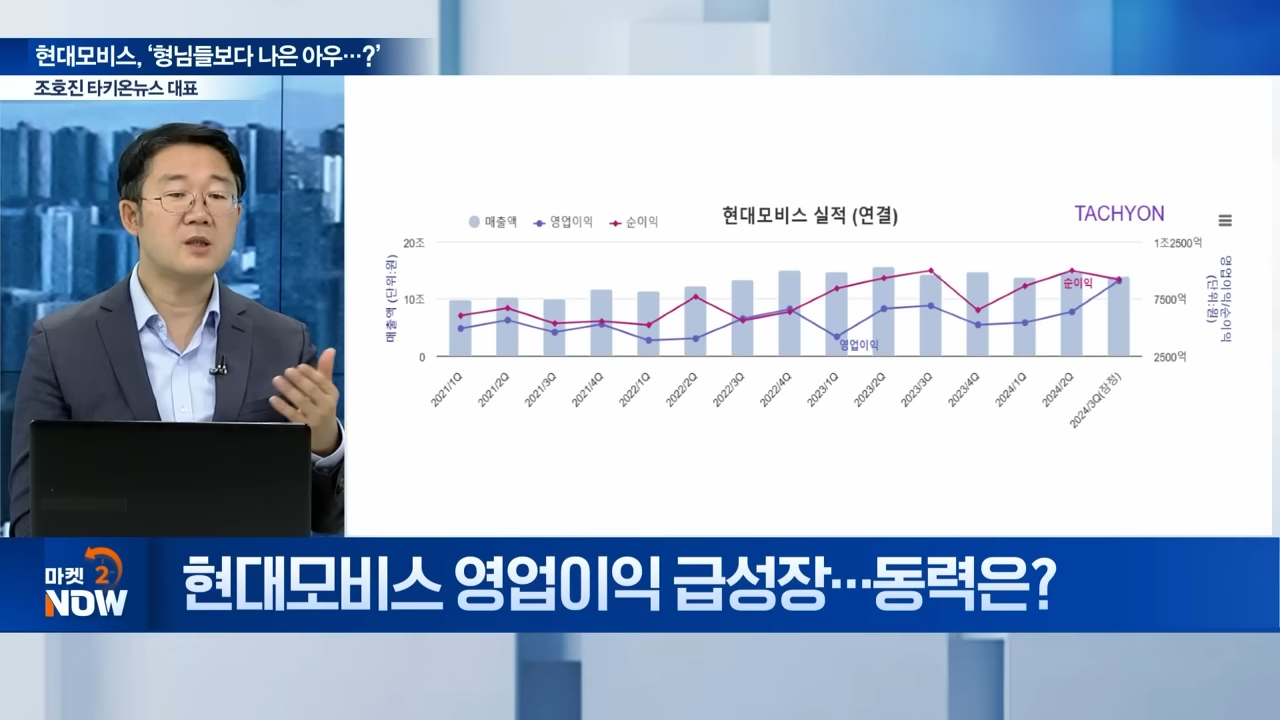 현대모비스, ‘형님들보다 나은 아우…?’
조호진 타키온뉴스 대표
매출액 영업이익 순이익
현대모비스 실적 (연결)
TACHYON
20조
10조
0
매출액 (단위:원)
1조2500억
7500억
2500억
영업이익/순이익
(단위:원)
순이익
영업이익
2021/1Q
2021/2Q
2021/3Q
2021/4Q
2022/1Q
2022/2Q
2022/3Q
2022/4Q
2023/1Q
2023/2Q
2023/3Q
2023/4Q
2024/1Q
2024/2Q
2024/3Q(잠정)
마켓 2
NOW
현대모비스 영업이익 급성장…동력은?